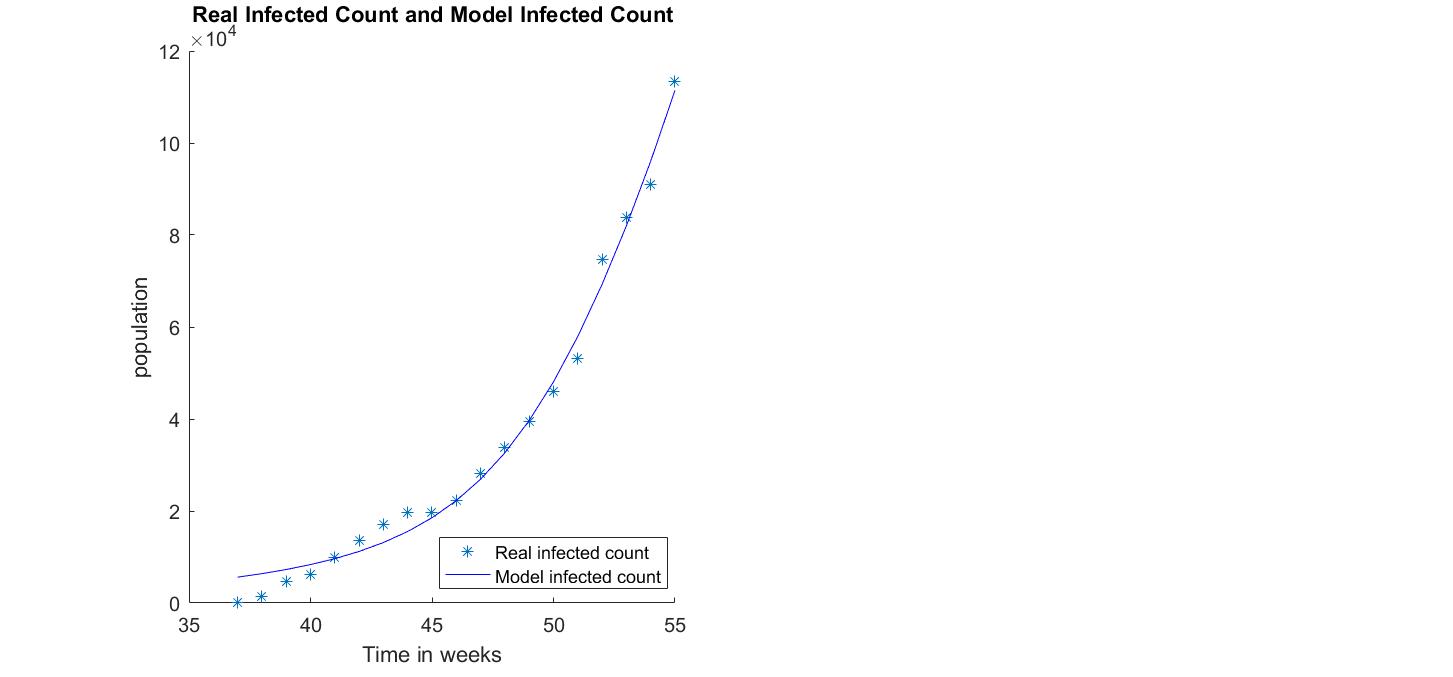 Real Infected Count and Model Infected Count
×10^4
12
10
8
6
4
2
0
population
35 40 45 50 55
Time in weeks
Real infected count
Model infected count